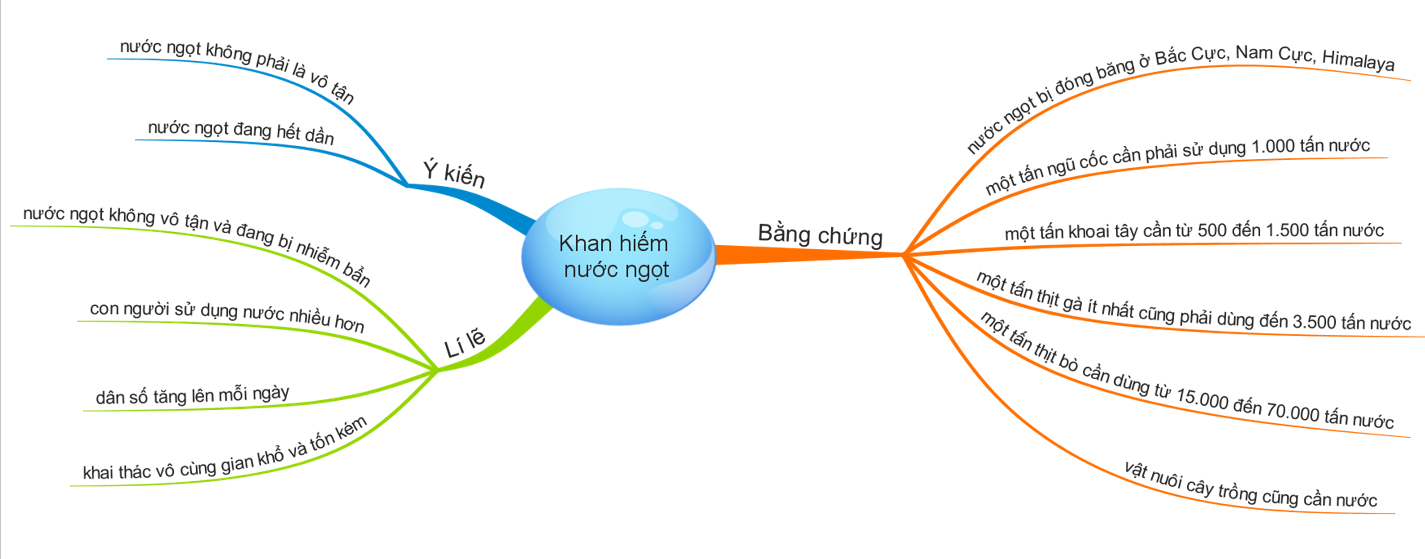 Khan hiếm
nước ngọt
Ý kiến
nước ngọt không phải là vô tận
nước ngọt đang hết dần
Lí lẽ
nước ngọt không vô tận và đang bị nhiễm bẩn
con người sử dụng nước nhiều hơn
dân số tăng lên mỗi ngày
khai thác vô cùng gian khổ và tốn kém
Bằng chứng
nước ngọt bị đóng băng ở Bắc Cực, Nam Cực, Himalaya
một tấn ngũ cốc cần phải sử dụng 1.000 tấn nước
một tấn khoai tây cần từ 500 đến 1.500 tấn nước
một tấn thịt gà ít nhất cũng phải dùng đến 3.500 tấn nước
một tấn thịt bò cần dùng từ 15.000 đến 70.000 tấn nước
vật nuôi cây trồng cũng cần nước